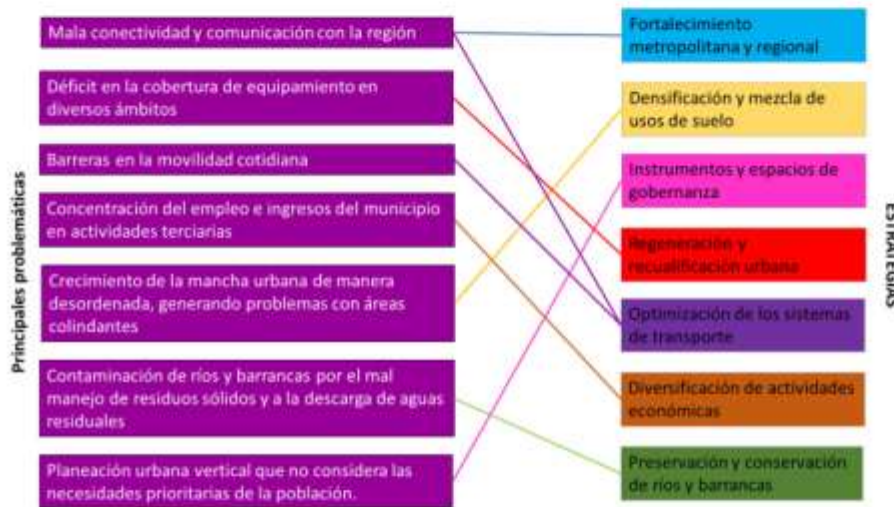 Principales problemáticas
Mala conectividad y comunicación con la región
Déficit en la cobertura de equipamiento en
diversos ámbitos
Barreras en la movilidad cotidiana
Concentración del empleo e ingresos del municipio
en actividades terciarias
Crecimiento de la mancha urbana de manera
desordenada, generando problemas con áreas
colindantes
Contaminación de ríos y barrancas por el mal
manejo de residuos sólidos y a la descarga de aguas
residuales
Planeación urbana vertical que no considera las
necesidades prioritarias de la población.
Fortalecimiento
metropolitana y regional
Densificación y mezcla de
usos de suelo
Instrumentos y espacios de
gobernanza
Regeneración y
recualificación urbana
Optimización de los sistemas
de transporte
Diversificación de actividades
económicas
Preservación y conservación
de ríos y barrancas
ESTRATEGIAS